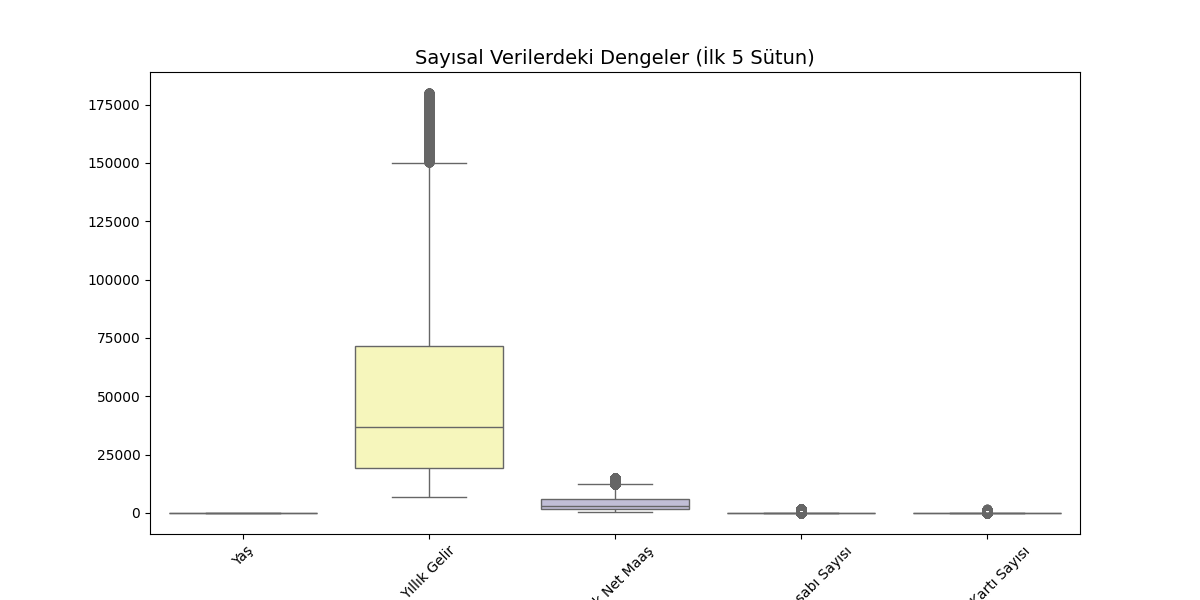 Sayısal Verilerdeki Dengeler (İlk 5 Sütun)
175000
150000
125000
100000
75000
50000
25000
0
Yaş
Yıllık Gelir
k Net Maaş
sabı Sayısı
Kartı Sayısı